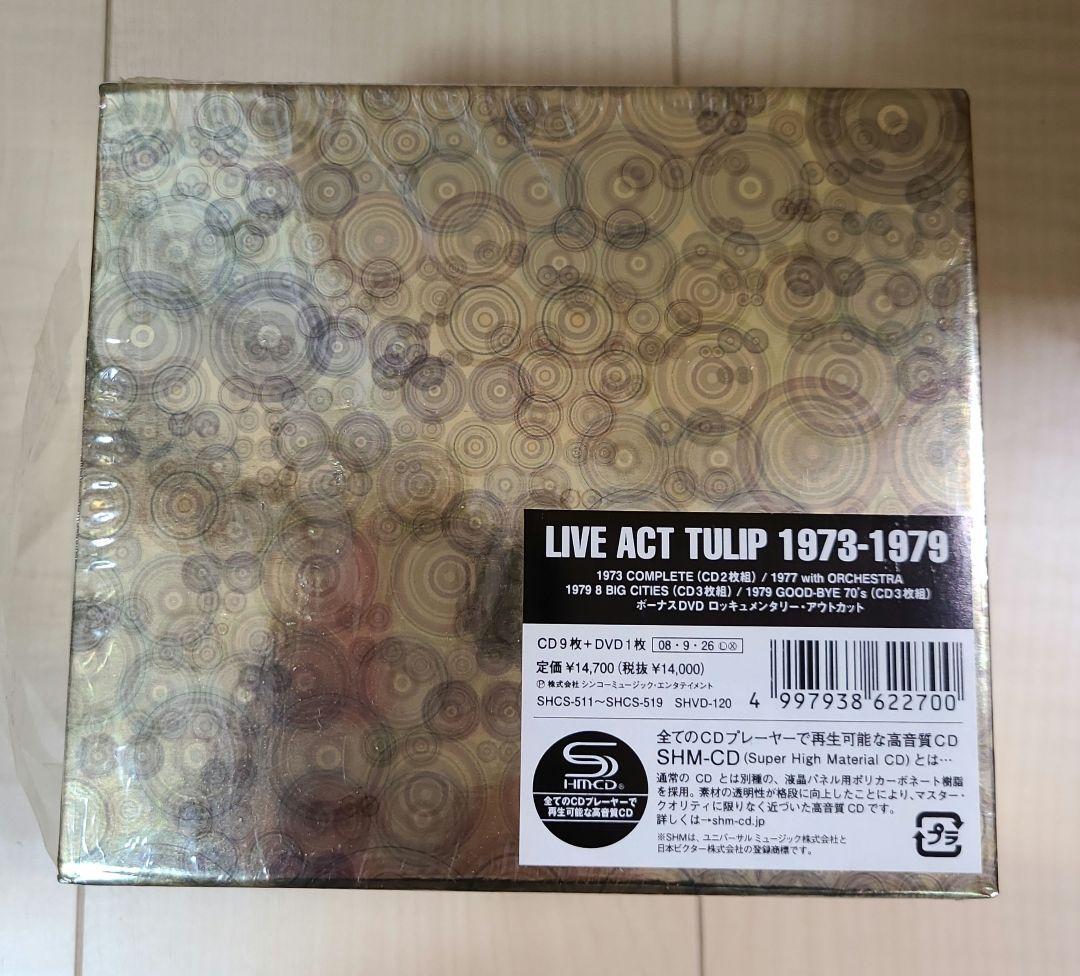 LIVE ACT TULIP 1973-1979
1973 COMPLETE (CD2枚組) / 1977 with ORCHESTRA
1979 8 BIG CITIES (CD3枚組) / 1979 GOOD-BYE 70's (CD3枚組)
ボーナスDVD ロッキュメンタリー・アウトカット
CD9枚+DVD1枚 08・9・26 ⓁⓍ
定価 ¥14,700 (税抜 ¥14,000)
Ⓟ 株式会社 シンコーミュージック・エンタテイメント
SHCS-511〜SHCS-519 SHVD-120
4 997938 622700
全てのCDプレーヤーで再生可能な高音質CD
SHM-CD (Super High Material CD) とは…
通常の CD とは別種の、液晶パネル用ポリカーボネート樹脂
を採用。素材の透明性が格段に向上したことにより、マスター・
クオリティに限りなく近づいた高音質 CD です。
詳しくは→shm-cd.jp
※SHMは、ユニバーサル ミュージック株式会社と
日本ビクター株式会社の登録商標です。
HMCD®
全てのCDプレーヤーで
再生可能な高音質CD
プラ